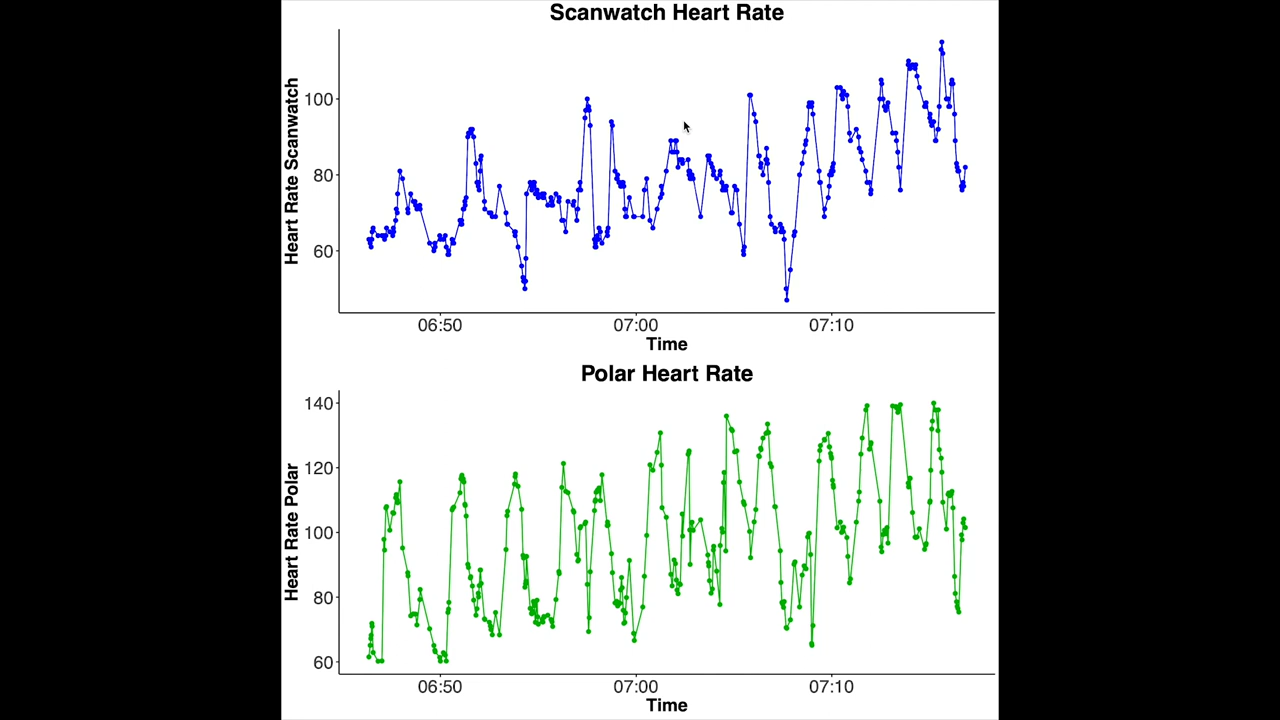 Scanwatch Heart Rate
Heart Rate Scanwatch
100
80
60
06:50 07:00 07:10
Time
Polar Heart Rate
Heart Rate Polar
140
120
100
80
60
06:50 07:00 07:10
Time